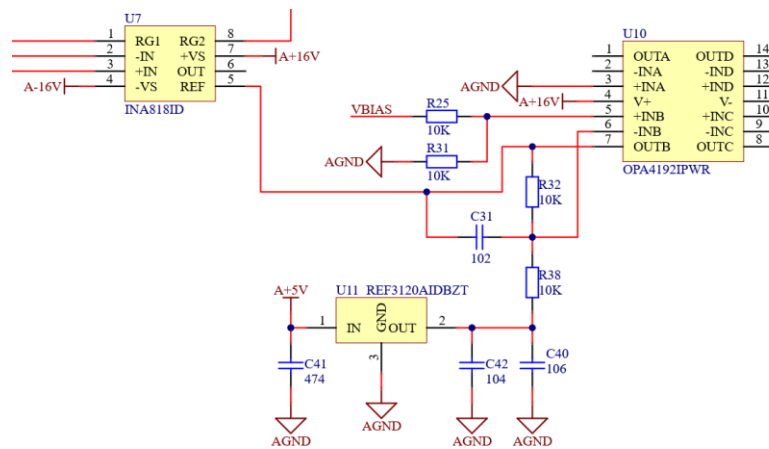 U7
1 RG1 RG2 8
2 -IN +VS 7 A+16V
3 +IN OUT 6
A-16V 4 -VS REF 5
INA818ID
U10
1 OUTA OUTD 14
2 -INA -IND 13
AGND 3 +INA +IND 12
A+16V 4 V+ V- 11
5 +INB +INC 10
6 -INB -INC 9
7 OUTB OUTC 8
OPA4192IPWR
VBIAS R25
10K
AGND R31
10K
R32
10K
C31
102
R38
10K
A+5V
U11 REF3120AIDBZT
1 IN GND OUT 2
3
C41
474
C42
104
C40
106
AGND
AGND
AGND
AGND